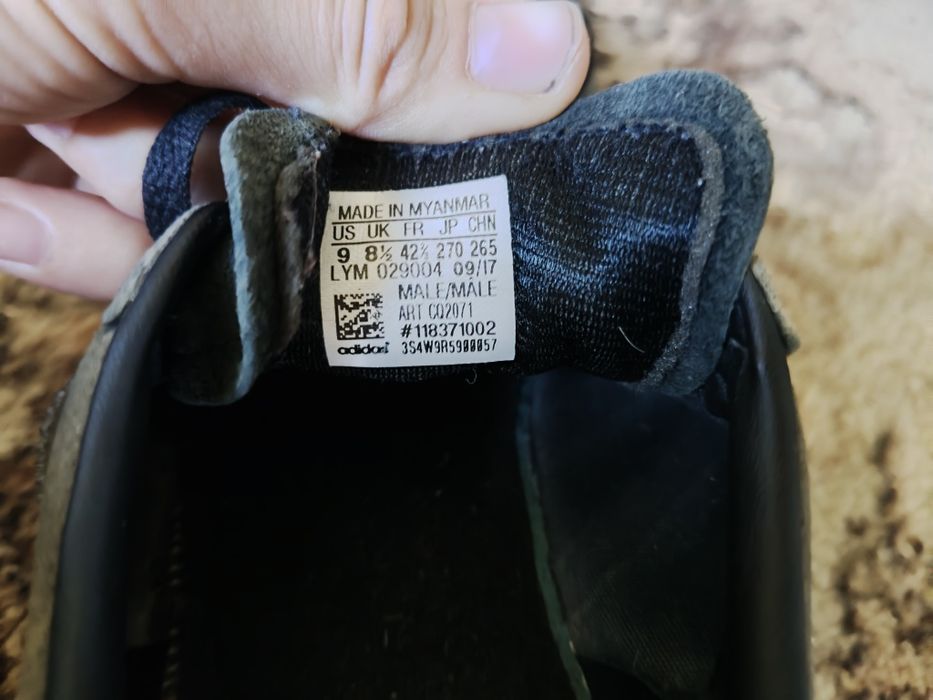 MADE IN MYANMAR
US UK FR JP CHN
9 8½ 42⅔ 270 265
LYM 029004 09/17
MALE/MÂLE
ART CQ2071
#118371002
adidas 3S4W9R5900057